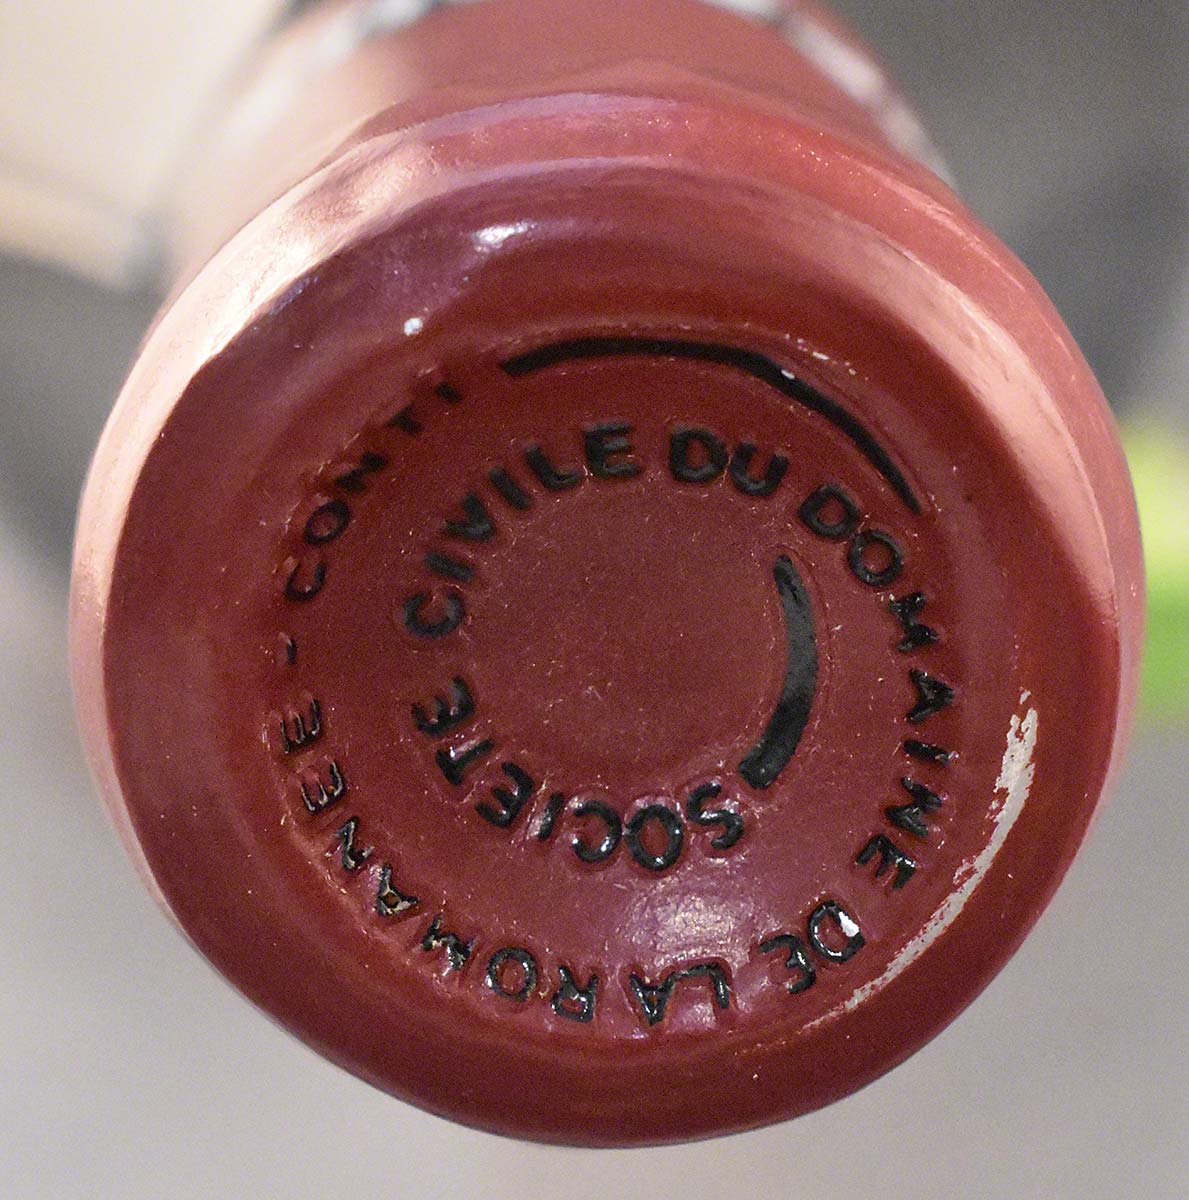 SOCIETE CIVILE DU DOMAINE DE LA ROMANEE - CONTI